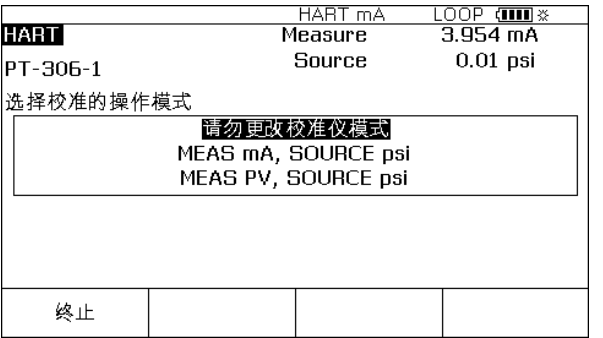 HART mA LOOP
HART Measure 3.954 mA
PT-306-1 Source 0.01 psi
选择校准的操作模式
请勿更改校准仪模式
MEAS mA, SOURCE psi
MEAS PV, SOURCE psi
终止